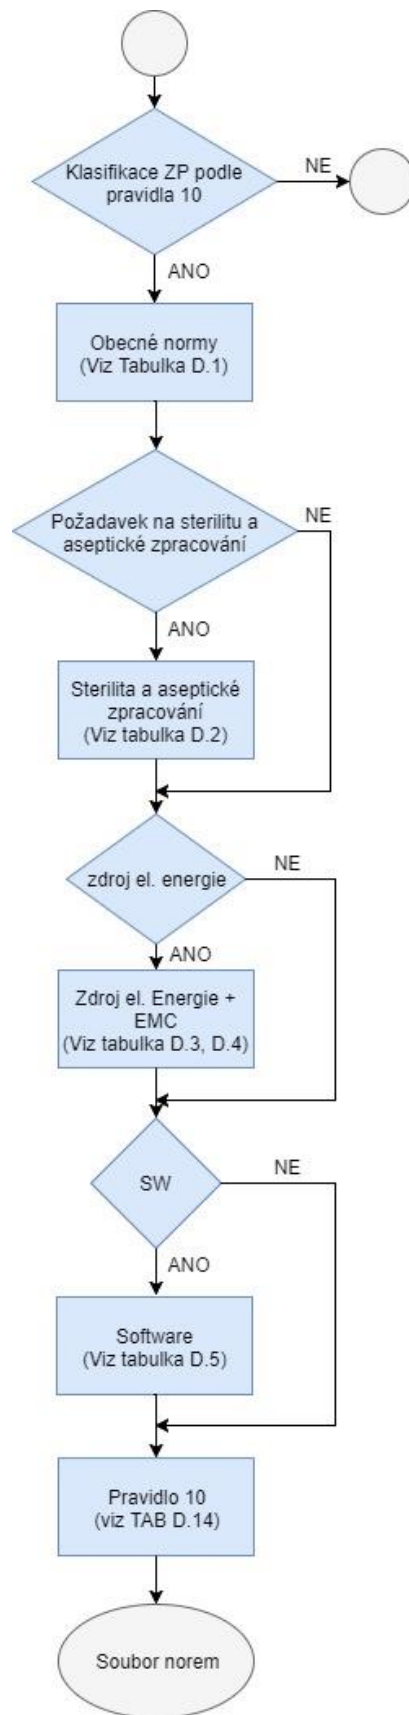 Klasifikace ZP podle
pravidla 10
NE
ANO
Obecné normy
(Viz Tabulka D.1)
Požadavek na sterilitu a
aseptické zpracování
NE
ANO
Sterilita a aseptické
zpracování
(Viz tabulka D.2)
zdroj el. energie
NE
ANO
Zdroj el. Energie +
EMC
(Viz tabulka D.3, D.4)
SW
NE
ANO
Software
(Viz tabulka D.5)
Pravidlo 10
(viz TAB D.14)
Soubor norem